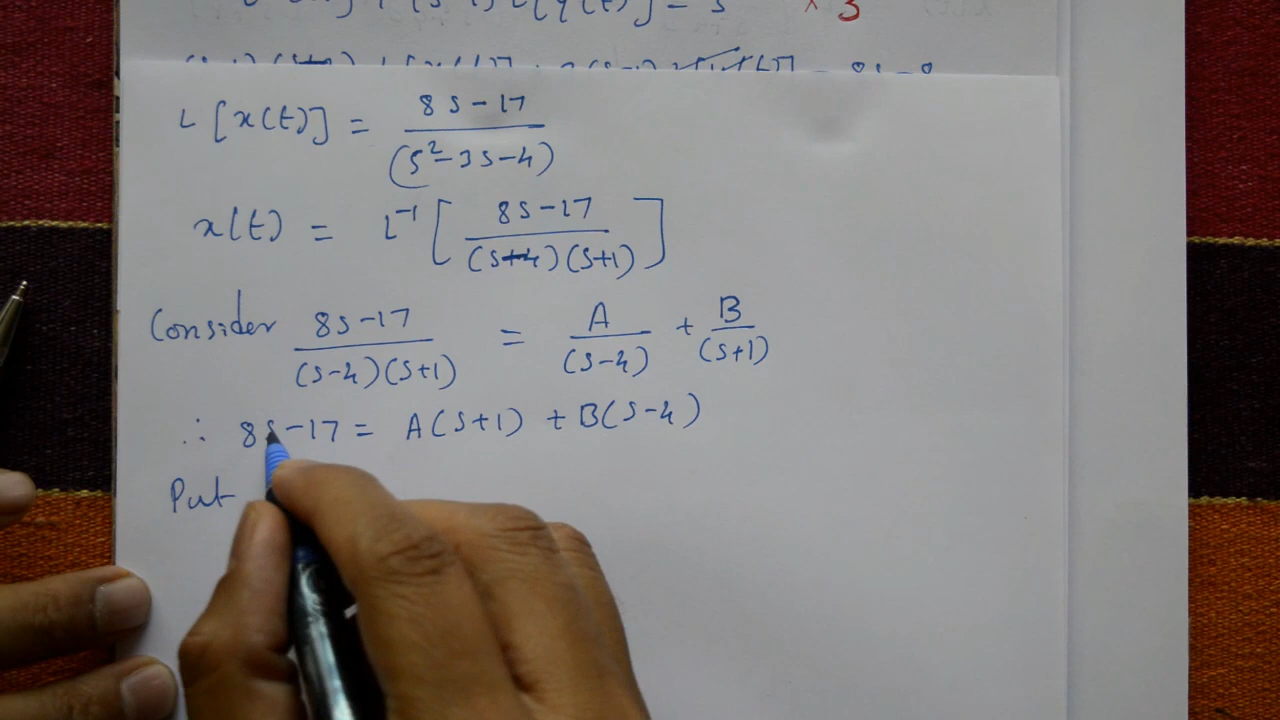 L [x(t)] = 8s-17 / (s²-3s-4)
x(t) = L⁻¹ [ 8s-17 / (s+4)(s+1) ]
Consider 8s-17 / (s-4)(s+1) = A / (s-4) + B / (s+1)
∴ 8s-17 = A(s+1) + B(s-4)
Put